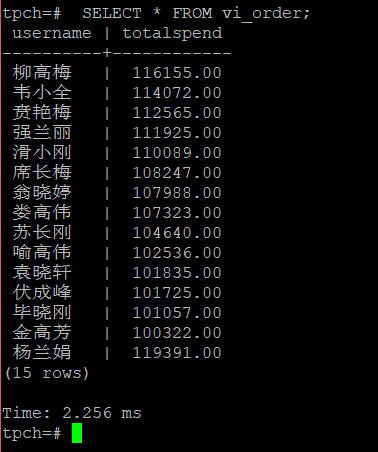 tpch=#  SELECT * FROM vi_order;
 username | totalspend
----------+------------
 柳高梅   |  116155.00
 韦小全   |  114072.00
 贲艳梅   |  112565.00
 强兰丽   |  111925.00
 滑小刚   |  110089.00
 席长梅   |  108247.00
 翁晓婷   |  107988.00
 娄高伟   |  107323.00
 苏长刚   |  104640.00
 喻高伟   |  102536.00
 袁晓轩   |  101835.00
 伏成峰   |  101725.00
 毕晓刚   |  101057.00
 金高芳   |  100322.00
 杨兰娟   |  119391.00
(15 rows)
Time: 2.256 ms
tpch=#